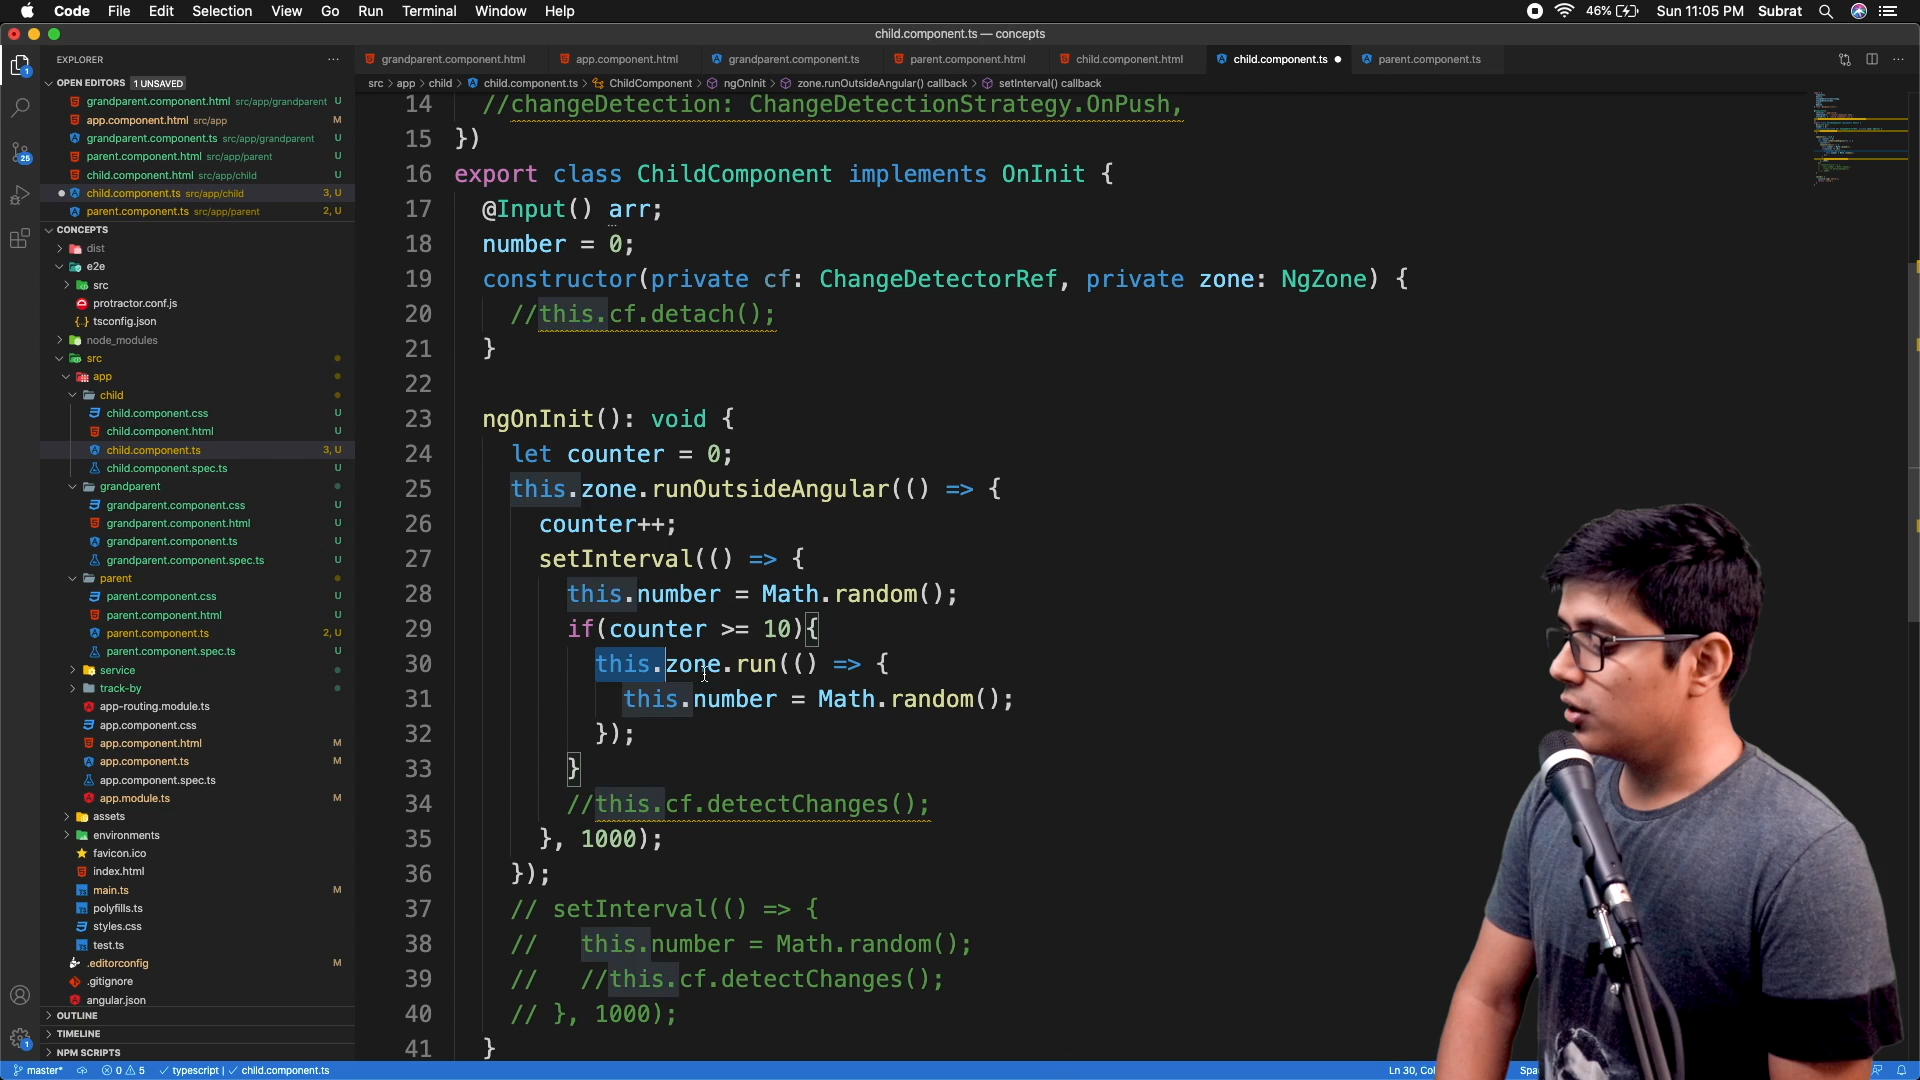 Code File Edit Selection View Go Run Terminal Window Help
46% Sun 11:05 PM Subrat
child.component.ts — concepts
EXPLORER
grandparent.component.html app.component.html grandparent.component.ts parent.component.html child.component.html child.component.ts parent.component.ts
OPEN EDITORS 1 UNSAVED
src > app > child > child.component.ts > ChildComponent > ngOnInit > zone.runOutsideAngular() callback > setInterval() callback
grandparent.component.html src/app/grandparent U
app.component.html src/app M
grandparent.component.ts src/app/grandparent U
parent.component.html src/app/parent U
child.component.html src/app/child U
child.component.ts src/app/child 3, U
parent.component.ts src/app/parent 2, U
CONCEPTS
dist
e2e
src
protractor.conf.js
tsconfig.json
node_modules
src
app
child
child.component.css U
child.component.html U
child.component.ts 3, U
child.component.spec.ts U
grandparent
grandparent.component.css U
grandparent.component.html U
grandparent.component.ts U
grandparent.component.spec.ts U
parent
parent.component.css U
parent.component.html U
parent.component.ts 2, U
parent.component.spec.ts U
service
track-by
app-routing.module.ts
app.component.css
app.component.html M
app.component.ts M
app.component.spec.ts
app.module.ts M
assets
environments
favicon.ico
index.html
main.ts M
polyfills.ts
styles.css
test.ts
.editorconfig M
.gitignore
angular.json
OUTLINE
TIMELINE
NPM SCRIPTS
14 //changeDetection: ChangeDetectionStrategy.OnPush,
15 })
16 export class ChildComponent implements OnInit {
17 @Input() arr;
18 number = 0;
19 constructor(private cf: ChangeDetectorRef, private zone: NgZone) {
20 //this.cf.detach();
21 }
22
23 ngOnInit(): void {
24 let counter = 0;
25 this.zone.runOutsideAngular(() => {
26 counter++;
27 setInterval(() => {
28 this.number = Math.random();
29 if(counter >= 10){
30 this.zone.run(() => {
31 this.number = Math.random();
32 });
33 }
34 //this.cf.detectChanges();
35 }, 1000);
36 });
37 // setInterval(() => {
38 // this.number = Math.random();
39 // //this.cf.detectChanges();
40 // }, 1000);
41 }
master* 0 5 typescript | child.component.ts Ln 30, Col